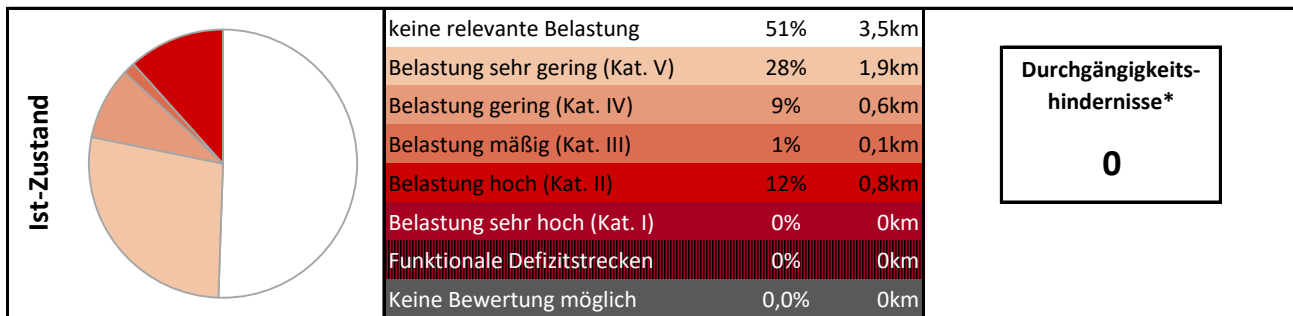 Ist-Zustand
keine relevante Belastung 51% 3,5km
Belastung sehr gering (Kat. V) 28% 1,9km
Belastung gering (Kat. IV) 9% 0,6km
Belastung mäßig (Kat. III) 1% 0,1km
Belastung hoch (Kat. II) 12% 0,8km
Belastung sehr hoch (Kat. I) 0% 0km
Funktionale Defizitstrecken 0% 0km
Keine Bewertung möglich 0,0% 0km
Durchgängigkeits-
hindernisse*
0